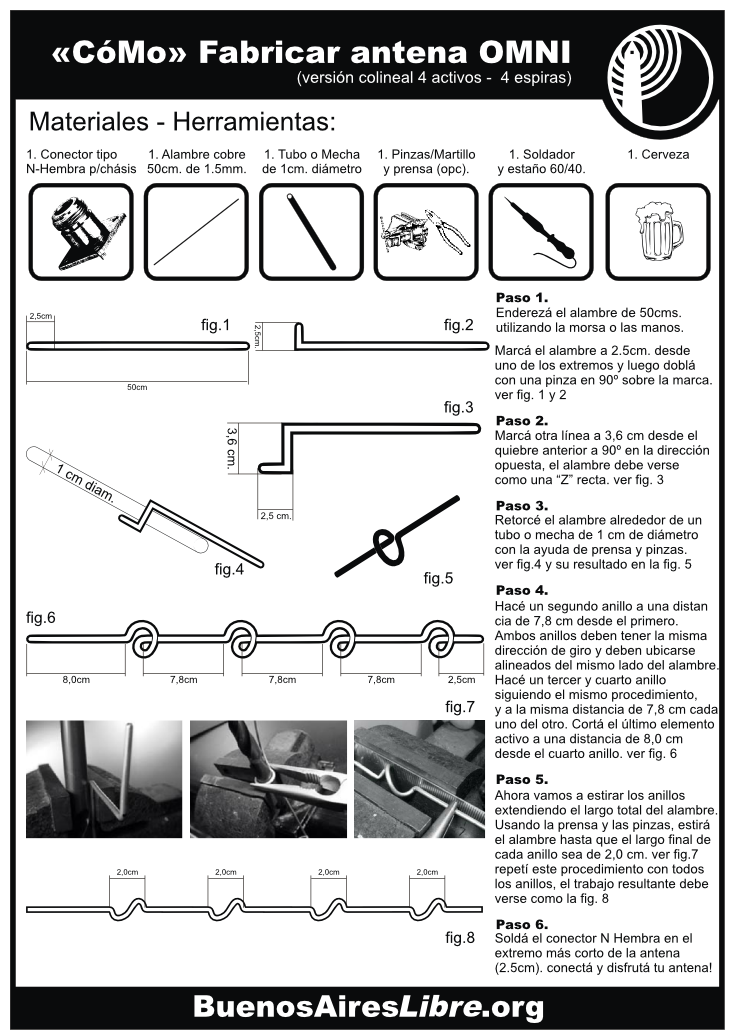 «CóMo» Fabricar antena OMNI
(versión colineal 4 activos - 4 espiras)
Materiales - Herramientas:
1. Conector tipo
N-Hembra p/chásis
1. Alambre cobre
50cm. de 1.5mm.
1. Tubo o Mecha
de 1cm. diámetro
1. Pinzas/Martillo
y prensa (opc).
1. Soldador
y estaño 60/40.
1. Cerveza
2,5cm
fig.1
50cm
2,5cm.
fig.2
fig.3
3,6 cm.
2,5 cm.
1 cm diam.
fig.4
fig.5
fig.6
8,0cm
7,8cm
7,8cm
7,8cm
2,5cm
fig.7
2,0cm
2,0cm
2,0cm
2,0cm
fig.8
Paso 1.
Enderezá el alambre de 50cms.
utilizando la morsa o las manos.
Marcá el alambre a 2.5cm. desde
uno de los extremos y luego doblá
con una pinza en 90º sobre la marca.
ver fig. 1 y 2
Paso 2.
Marcá otra línea a 3,6 cm desde el
quiebre anterior a 90º en la dirección
opuesta, el alambre debe verse
como una “Z” recta. ver fig. 3
Paso 3.
Retorcé el alambre alrededor de un
tubo o mecha de 1 cm de diámetro
con la ayuda de prensa y pinzas.
ver fig.4 y su resultado en la fig. 5
Paso 4.
Hacé un segundo anillo a una distan
cia de 7,8 cm desde el primero.
Ambos anillos deben tener la misma
dirección de giro y deben ubicarse
alineados del mismo lado del alambre.
Hacé un tercer y cuarto anillo
siguiendo el mismo procedimiento,
y a la misma distancia de 7,8 cm cada
uno del otro. Cortá el último elemento
activo a una distancia de 8,0 cm
desde el cuarto anillo. ver fig. 6
Paso 5.
Ahora vamos a estirar los anillos
extendiendo el largo total del alambre.
Usando la prensa y las pinzas, estirá
el alambre hasta que el largo final de
cada anillo sea de 2,0 cm. ver fig.7
repetí este procedimiento con todos
los anillos, el trabajo resultante debe
verse como la fig. 8
Paso 6.
Soldá el conector N Hembra en el
extremo más corto de la antena
(2.5cm). conectá y disfrutá tu antena!
BuenosAiresLibre.org